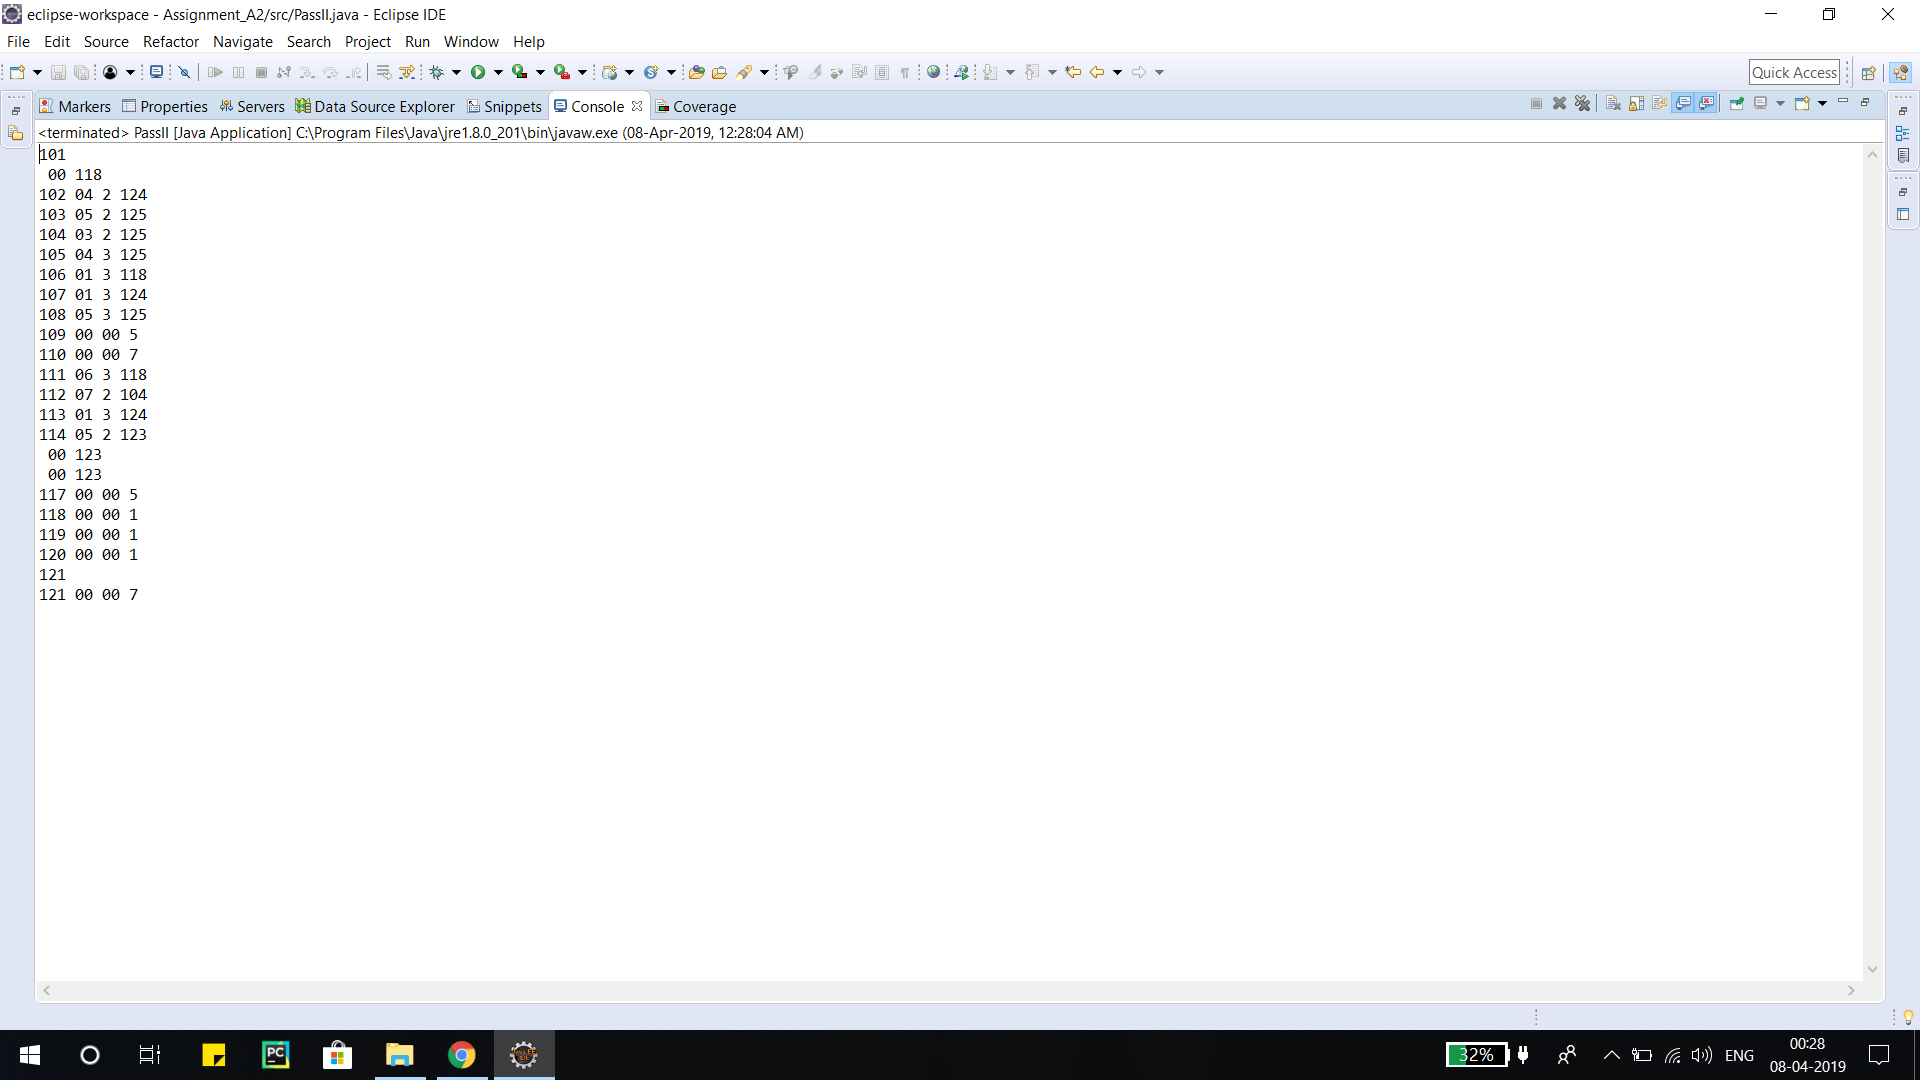 eclipse-workspace - Assignment_A2/src/PassII.java - Eclipse IDE
File Edit Source Refactor Navigate Search Project Run Window Help
Quick Access
Markers Properties Servers Data Source Explorer Snippets Console Coverage
<terminated> PassII [Java Application] C:\Program Files\Java\jre1.8.0_201\bin\javaw.exe (08-Apr-2019, 12:28:04 AM)
101
00 118
102 04 2 124
103 05 2 125
104 03 2 125
105 04 3 125
106 01 3 118
107 01 3 124
108 05 3 125
109 00 00 5
110 00 00 7
111 06 3 118
112 07 2 104
113 01 3 124
114 05 2 123
00 123
00 123
117 00 00 5
118 00 00 1
119 00 00 1
120 00 00 1
121
121 00 00 7
PC
32%
ENG
00:28
08-04-2019